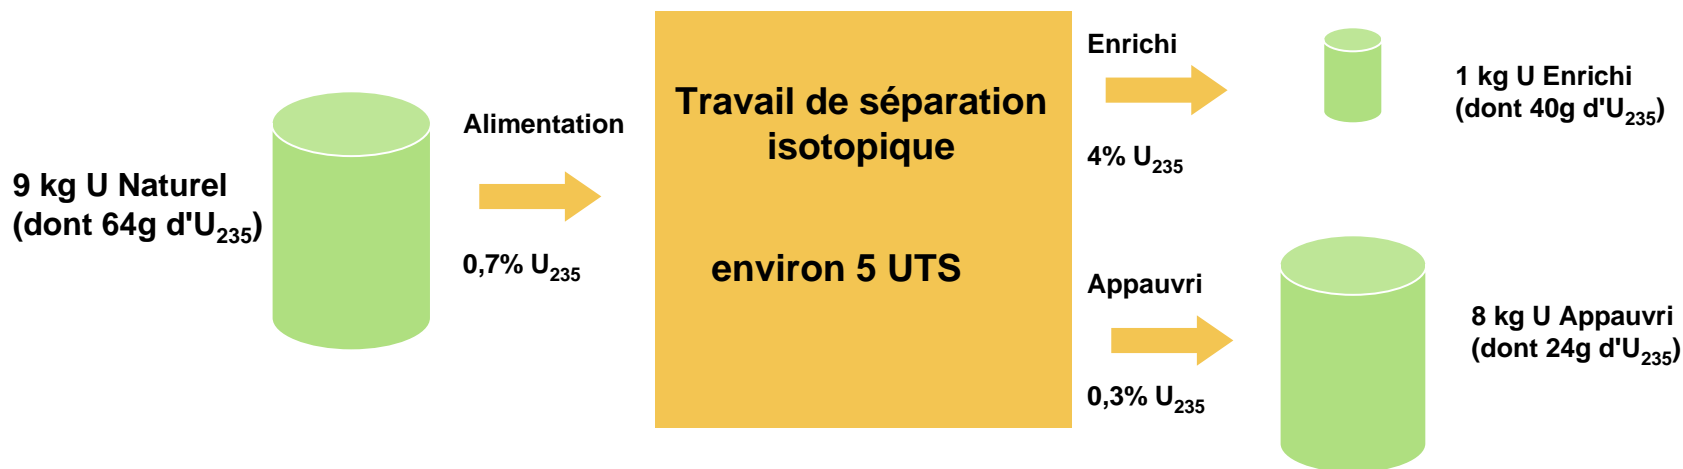 9 kg U Naturel
(dont 64g d'U235)
Alimentation
0,7% U235
Travail de séparation
isotopique
environ 5 UTS
Enrichi
4% U235
1 kg U Enrichi
(dont 40g d'U235)
Appauvri
0,3% U235
8 kg U Appauvri
(dont 24g d'U235)